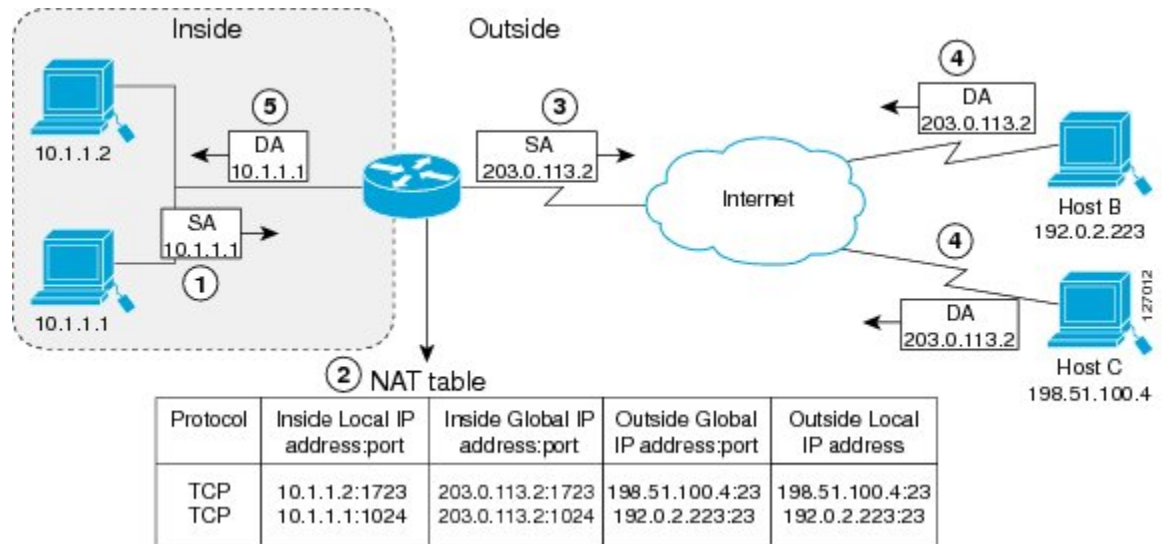 Inside
Outside
10.1.1.2
5
DA
10.1.1.1
SA
10.1.1.1
1
10.1.1.1
3
SA
203.0.113.2
Internet
4
DA
203.0.113.2
Host B
192.0.2.223
4
DA
203.0.113.2
Host C
198.51.100.4
127012
2 NAT table
Protocol
Inside Local IP
address:port
Inside Global IP
address:port
Outside Global
IP address:port
Outside Local
IP address
TCP 10.1.1.2:1723 203.0.113.2:1723 198.51.100.4:23 198.51.100.4:23
TCP 10.1.1.1:1024 203.0.113.2:1024 192.0.2.223:23 192.0.2.223:23